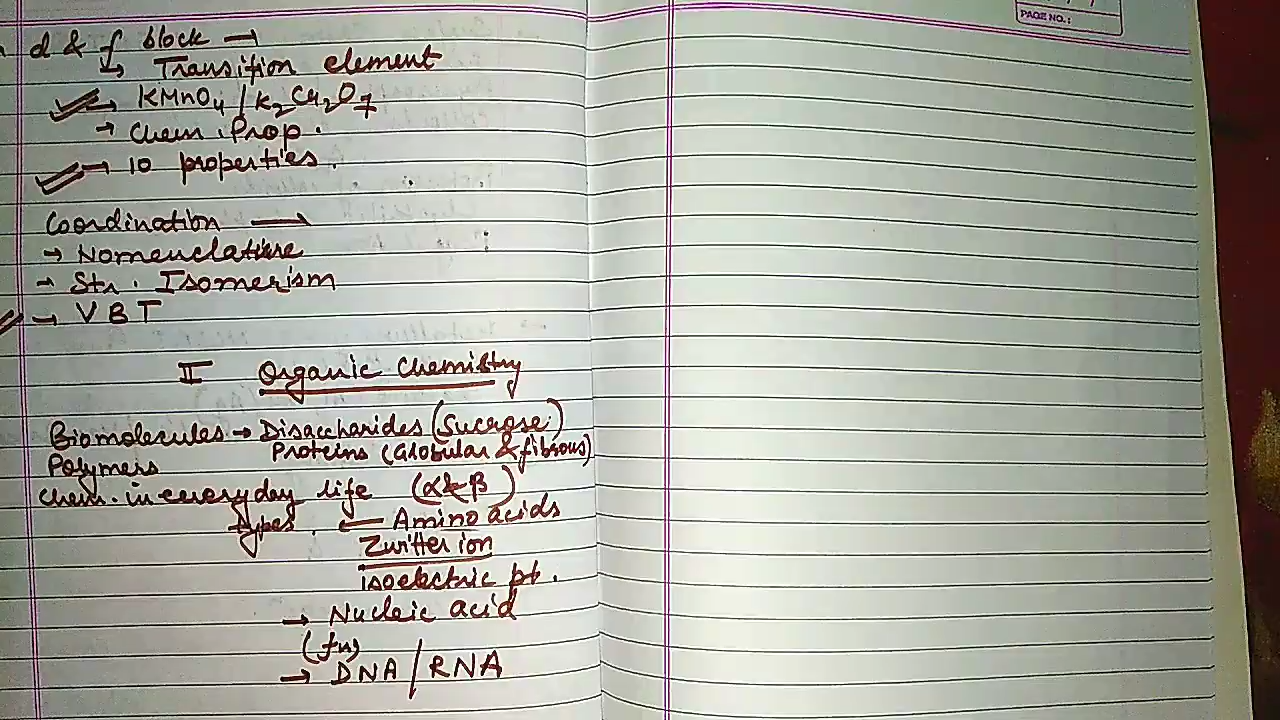 PAGE NO.:
d & f block →
↳ Transition element
→ KMnO4 / K2Cr2O7
→ Chem. Prop.
→ 10 properties.
Coordination →
→ Nomenclature
→ Str. Isomerism
→ VBT
II Organic Chemistry
Biomolecules → Disaccharides (Sucrose)
Polymers Proteins (Globular & fibrous)
Chem. in everyday life (α & β)
types. ← Amino acids
Zwitter ion
isoelectric pt.
→ Nucleic acid
(fn)
→ DNA / RNA